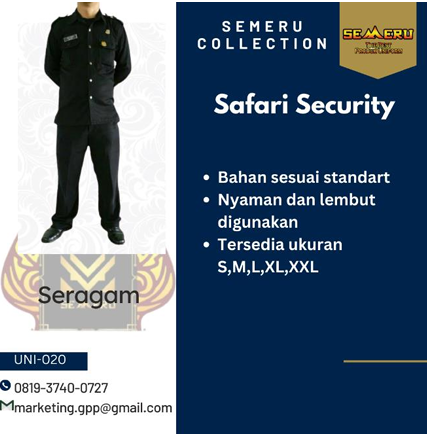 SEMERU
COLLECTION
SEMERU
Safari Security
Bahan sesuai standart
Nyaman dan lembut
digunakan
Tersedia ukuran
S,M,L,XL,XXL
Seragam
SEMERU
UNI-020
0819-3740-0727
marketing.gpp@gmail.com